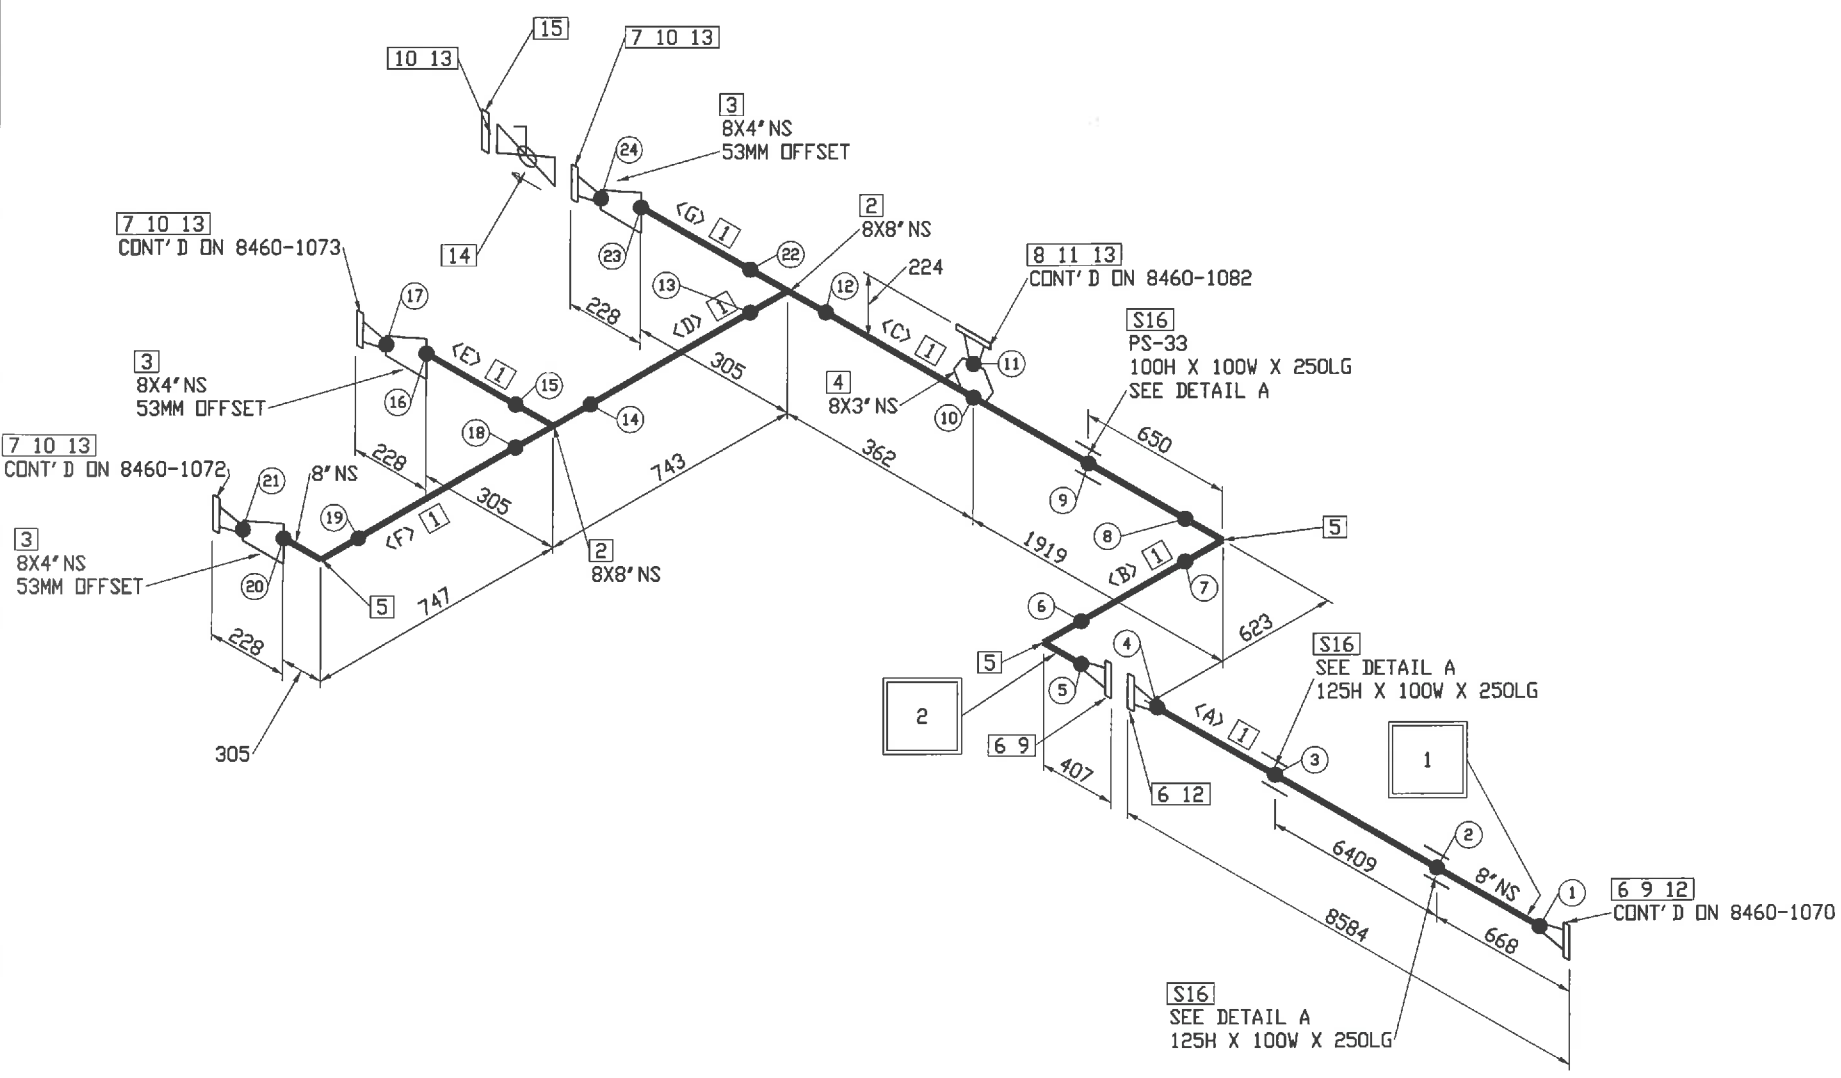 15
7 10 13
10 13
3
8X4"NS
53MM OFFSET
24
14
23
<G> 1
22
2
8X8"NS
7 10 13
CONT'D ON 8460-1073
17
13
<D> 1
12
224
8 11 13
CONT'D ON 8460-1082
228
305
<C> 1
11
S16
PS-33
100H X 100W X 250LG
SEE DETAIL A
3
8X4"NS
53MM OFFSET
<E> 1
15
16
4
8X3"NS
10
14
18
7 10 13
CONT'D ON 8460-1072
8"NS
21
228
305
743
362
650
9
8
5
19
<F> 1
3
8X4"NS
53MM OFFSET
20
2
8X8"NS
1919
<B> 1
7
5
747
6
623
228
305
5
4
5
2
6 9
407
6 12
<A> 1
S16
SEE DETAIL A
125H X 100W X 250LG
3
1
2
6409
8"NS
1
6 9 12
CONT'D ON 8460-1070
8584
668
S16
SEE DETAIL A
125H X 100W X 250LG